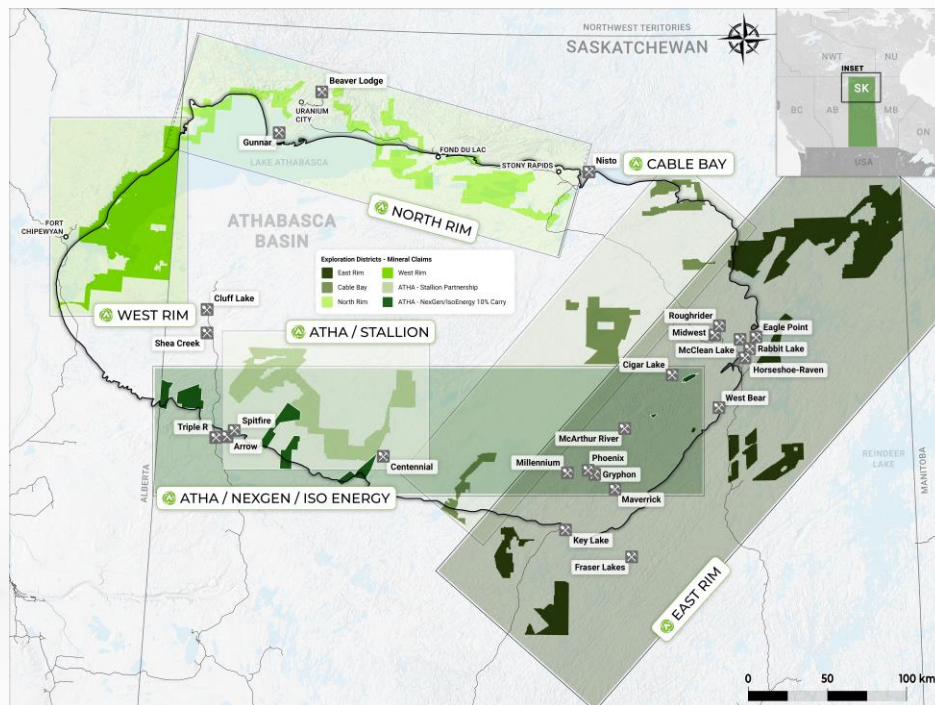 NORTHWEST TERITORIES
SASKATCHEWAN
INSET
NWT
NU
SK
BC
AB
MB
ON
USA
Beaver Lodge
URANIUM
CITY
Gunnar
LAKE ATHABASCA
FOND DU LAC
STONY RAPIDS
Nisto
CABLE BAY
NORTH RIM
FORT
CHIPEWYAN
ATHABASCA
BASIN
Exploration Districts - Mineral Claims
East Rim
West Rim
Cable Bay
ATHA - Stallion Partnership
North Rim
ATHA - NexGen/IsoEnergy 10% Carry
WEST RIM
Cluff Lake
Shea Creek
ATHA / STALLION
Roughrider
Midwest
Eagle Point
McClean Lake
Rabbit Lake
Horseshoe-Raven
Cigar Lake
West Bear
Triple R
Spitfire
Arrow
McArthur River
Centennial
Millennium
Phoenix
Gryphon
Maverrick
REINDEER
LAKE
ALBERTA
MANITOBA
ATHA / NEXGEN / ISO ENERGY
Key Lake
Fraser Lakes
EAST RIM
0 50 100 km